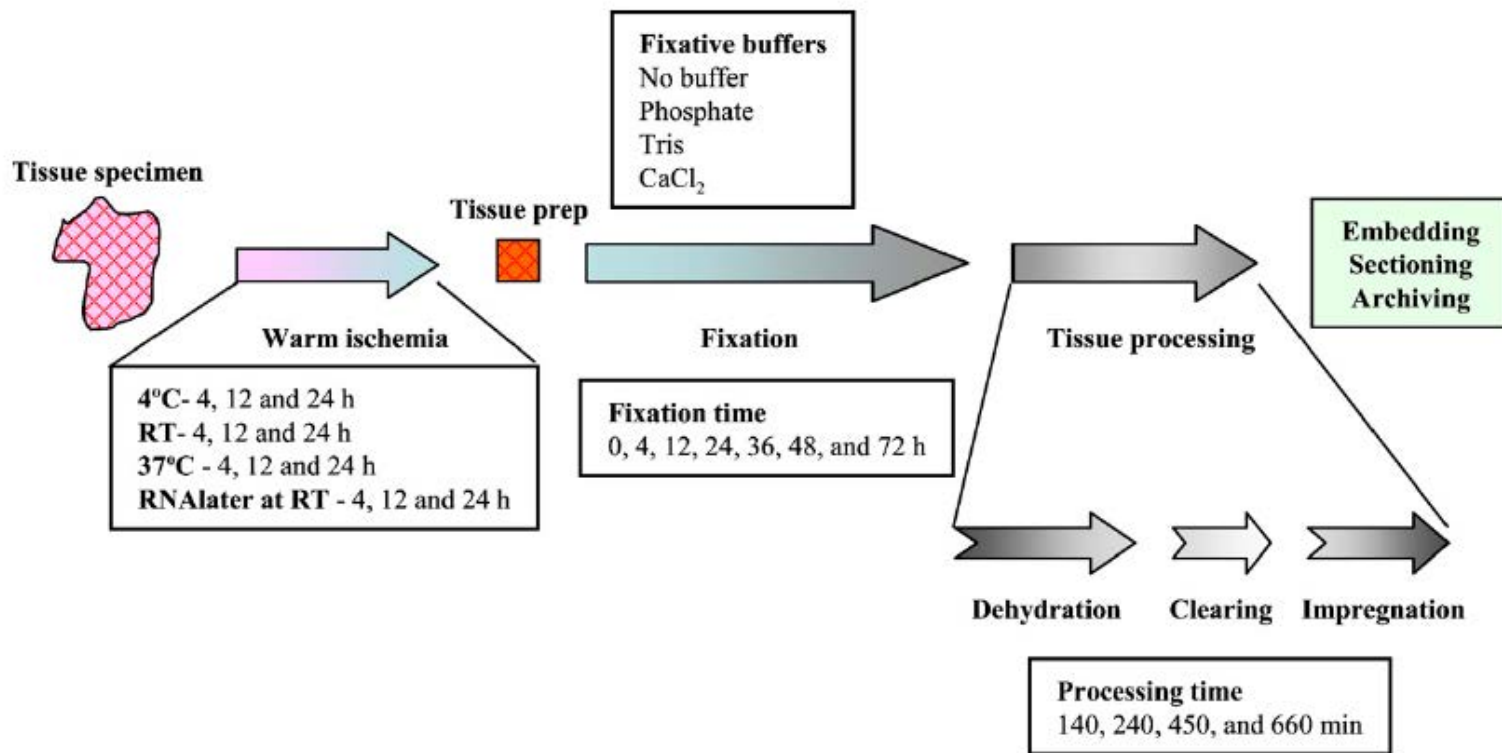 Fixative buffers
No buffer
Phosphate
Tris
CaCl₂
Tissue specimen
Tissue prep
Embedding
Sectioning
Archiving
Warm ischemia
Fixation
Tissue processing
4ºC- 4, 12 and 24 h
RT- 4, 12 and 24 h
37ºC - 4, 12 and 24 h
RNAlater at RT - 4, 12 and 24 h
Fixation time
0, 4, 12, 24, 36, 48, and 72 h
Dehydration
Clearing
Impregnation
Processing time
140, 240, 450, and 660 min